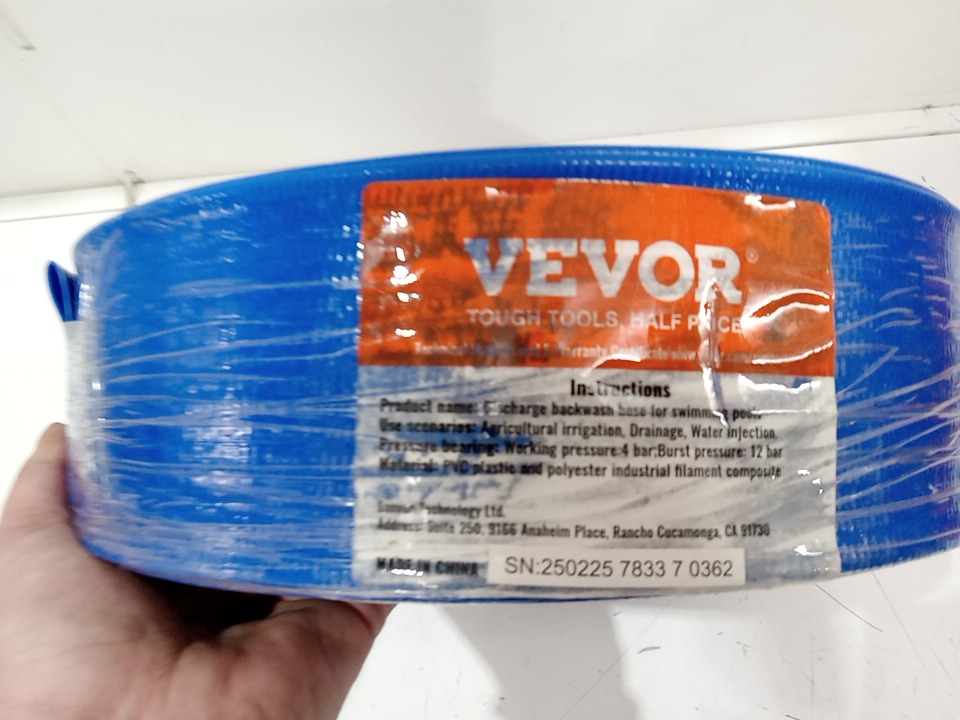 VEVOR®
TOUGH TOOLS, HALF PRICE
Instructions
Product name: Discharge backwash hose for swimming pools
Use scenarios: Agricultural irrigation, Drainage, Water injection.
Pressure bearing: Working pressure:4 bar;Burst pressure: 12 bar
Material: PVC plastic and polyester industrial filament composite
Technology Ltd.
Address: Suite 250, 9166 Anaheim Place, Rancho Cucamonga, CA 91730
MADE IN CHINA
SN:250225 7833 7 0362